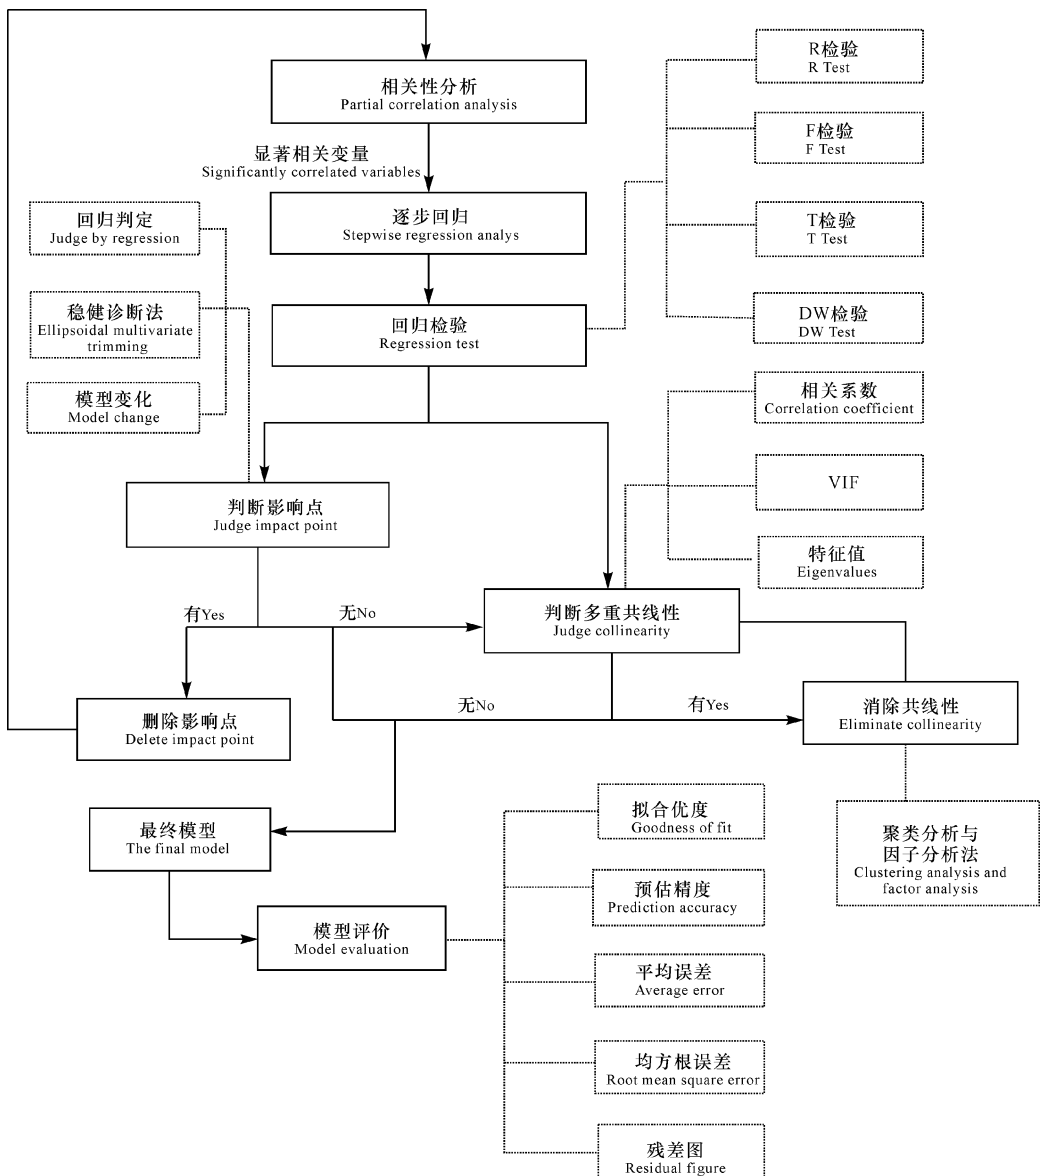 相关性分析
Partial correlation analysis
显著相关变量
Significantly correlated variables
逐步回归
Stepwise regression analys
回归检验
Regression test
R检验
R Test
F检验
F Test
T检验
T Test
DW检验
DW Test
回归判定
Judge by regression
稳健诊断法
Ellipsoidal multivariate
trimming
模型变化
Model change
相关系数
Correlation coefficient
VIF
特征值
Eigenvalues
判断影响点
Judge impact point
有Yes
无No
判断多重共线性
Judge collinearity
删除影响点
Delete impact point
无No
有Yes
消除共线性
Eliminate collinearity
聚类分析与
因子分析法
Clustering analysis and
factor analysis
最终模型
The final model
模型评价
Model evaluation
拟合优度
Goodness of fit
预估精度
Prediction accuracy
平均误差
Average error
均方根误差
Root mean square error
残差图
Residual figure